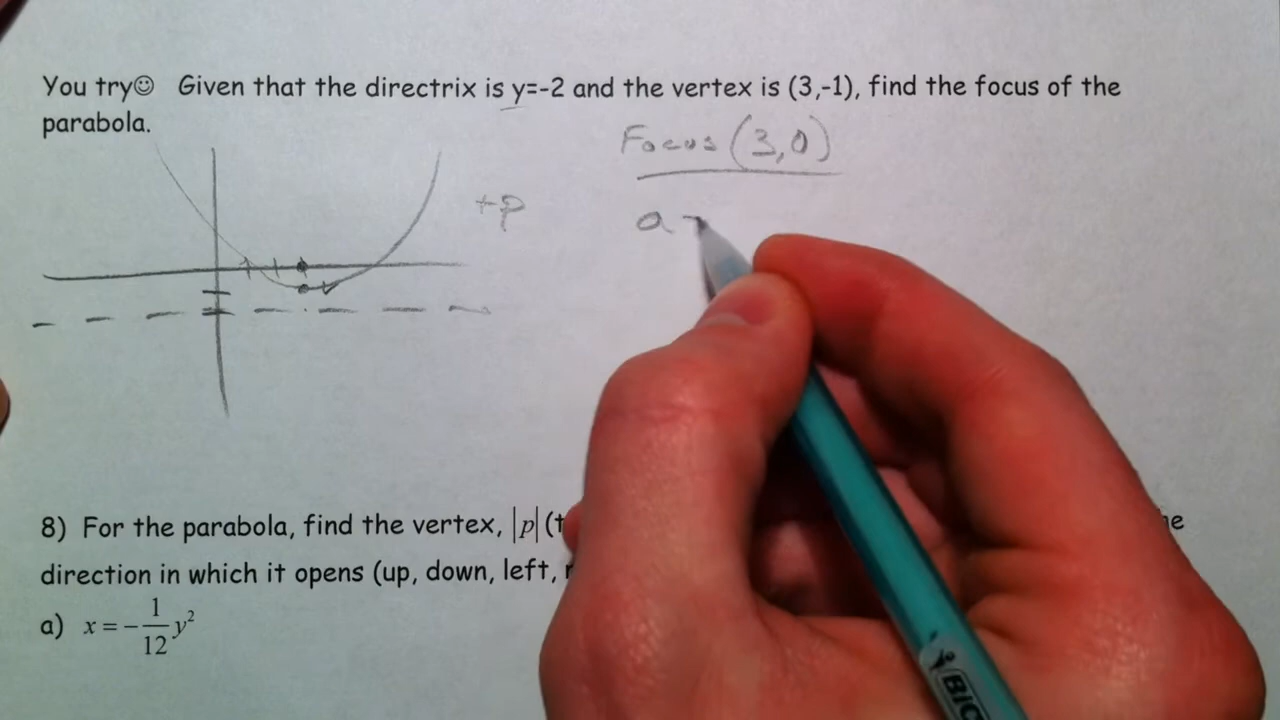 You try☺ Given that the directrix is y=-2 and the vertex is (3,-1), find the focus of the
parabola.
Focus (3,0)
+p
a
8) For the parabola, find the vertex, |p| (t
direction in which it opens (up, down, left,
a) x = -1/12 y²
BIC